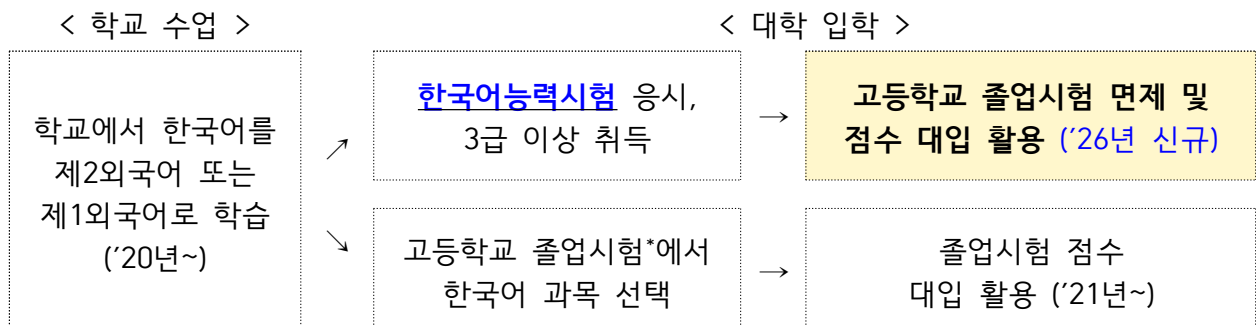 < 학교 수업 >
< 대학 입학 >
학교에서 한국어를
제2외국어 또는
제1외국어로 학습
(’20년~)
↗
한국어능력시험 응시,
3급 이상 취득
→
고등학교 졸업시험 면제 및
점수 대입 활용 (’26년 신규)
↘
고등학교 졸업시험*에서
한국어 과목 선택
→
졸업시험 점수
대입 활용 (’21년~)